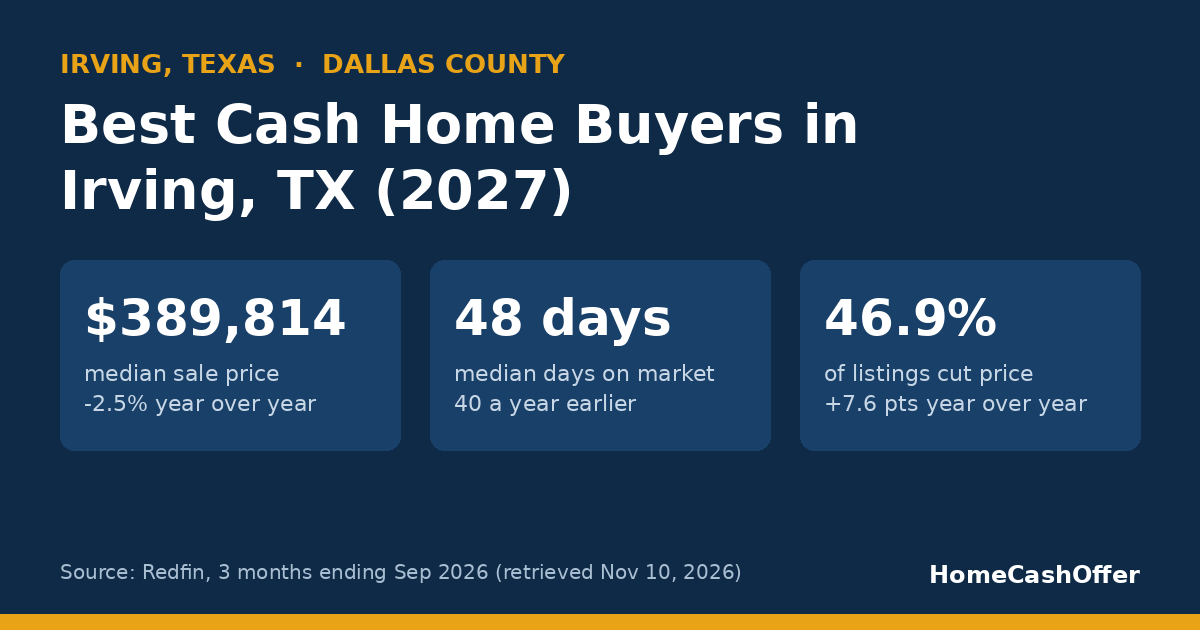 IRVING, TEXAS · DALLAS COUNTY
Best Cash Home Buyers in
Irving, TX (2027)
$389,814
median sale price
-2.5% year over year
48 days
median days on market
40 a year earlier
46.9%
of listings cut price
+7.6 pts year over year
Source: Redfin, 3 months ending Sep 2026 (retrieved Nov 10, 2026)
HomeCashOffer